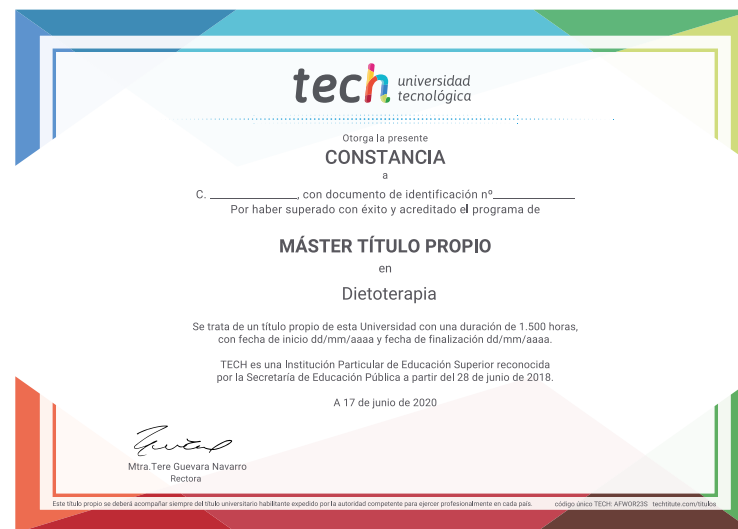 tech universidad
tecnológica
Otorga la presente
CONSTANCIA
a
C. ______________, con documento de identificación nº______________
Por haber superado con éxito y acreditado el programa de
MÁSTER TÍTULO PROPIO
en
Dietoterapia
Se trata de un título propio de esta Universidad con una duración de 1.500 horas,
con fecha de inicio dd/mm/aaaa y fecha de finalización dd/mm/aaaa.
TECH es una Institución Particular de Educación Superior reconocida
por la Secretaría de Educación Pública a partir del 28 de junio de 2018.
A 17 de junio de 2020
Mtra.Tere Guevara Navarro
Rectora
Este título propio se deberá acompañar siempre del título universitario habilitante expedido por la autoridad competente para ejercer profesionalmente en cada país. código único TECH: AFWOR23S techtitute.com/titulos